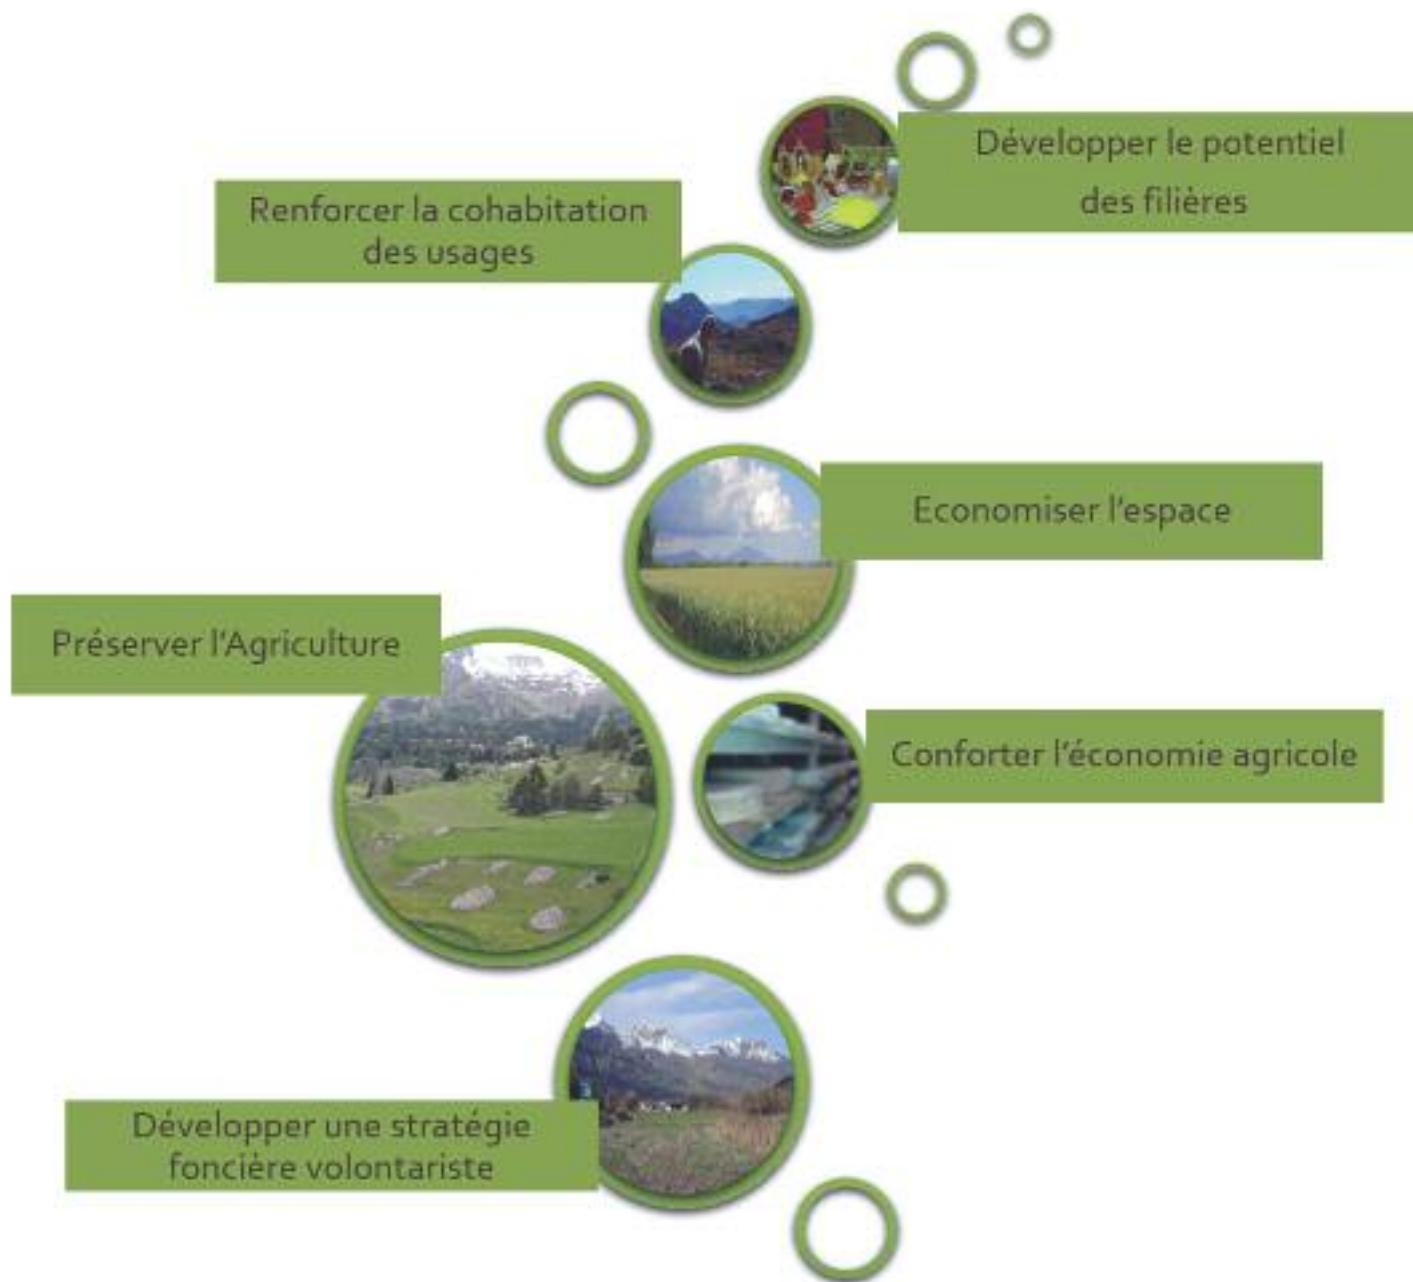 Développer le potentiel
des filières
Renforcer la cohabitation
des usages
Economiser l'espace
Préserver l'Agriculture
Conforter l'économie agricole
Développer une stratégie
foncière volontariste